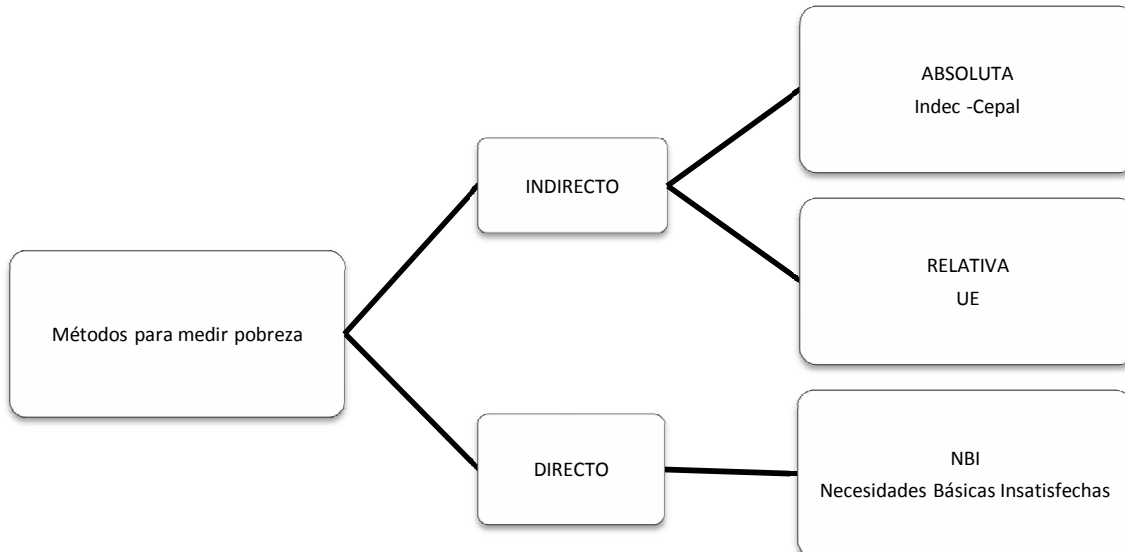 Métodos para medir pobreza
INDIRECTO
ABSOLUTA
Indec -Cepal
RELATIVA
UE
DIRECTO
NBI
Necesidades Básicas Insatisfechas